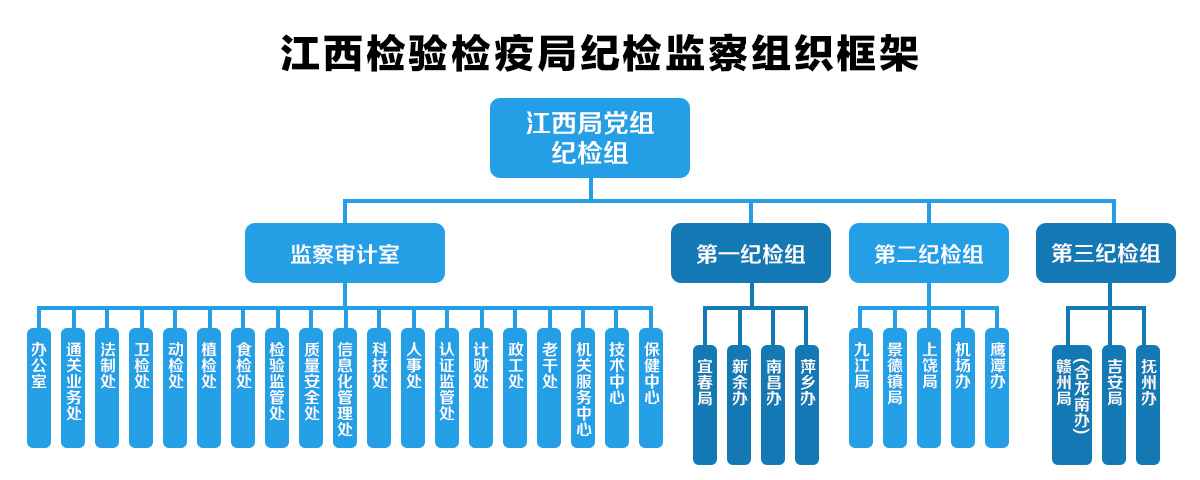 江西检验检疫局纪检监察组织框架
江西局党组
纪检组
监察审计室
第一纪检组
第二纪检组
第三纪检组
办公室
通关业务处
法制处
卫检处
动检处
植检处
食检处
检验监管处
质量安全处
信息化管理处
科技处
人事处
认证监管处
计财处
政工处
老干处
机关服务中心
技术中心
保健中心
宜春局
新余办
南昌办
萍乡办
九江局
景德镇局
上饶局
机场办
鹰潭办
赣州局
(含龙南办)
吉安局
抚州办